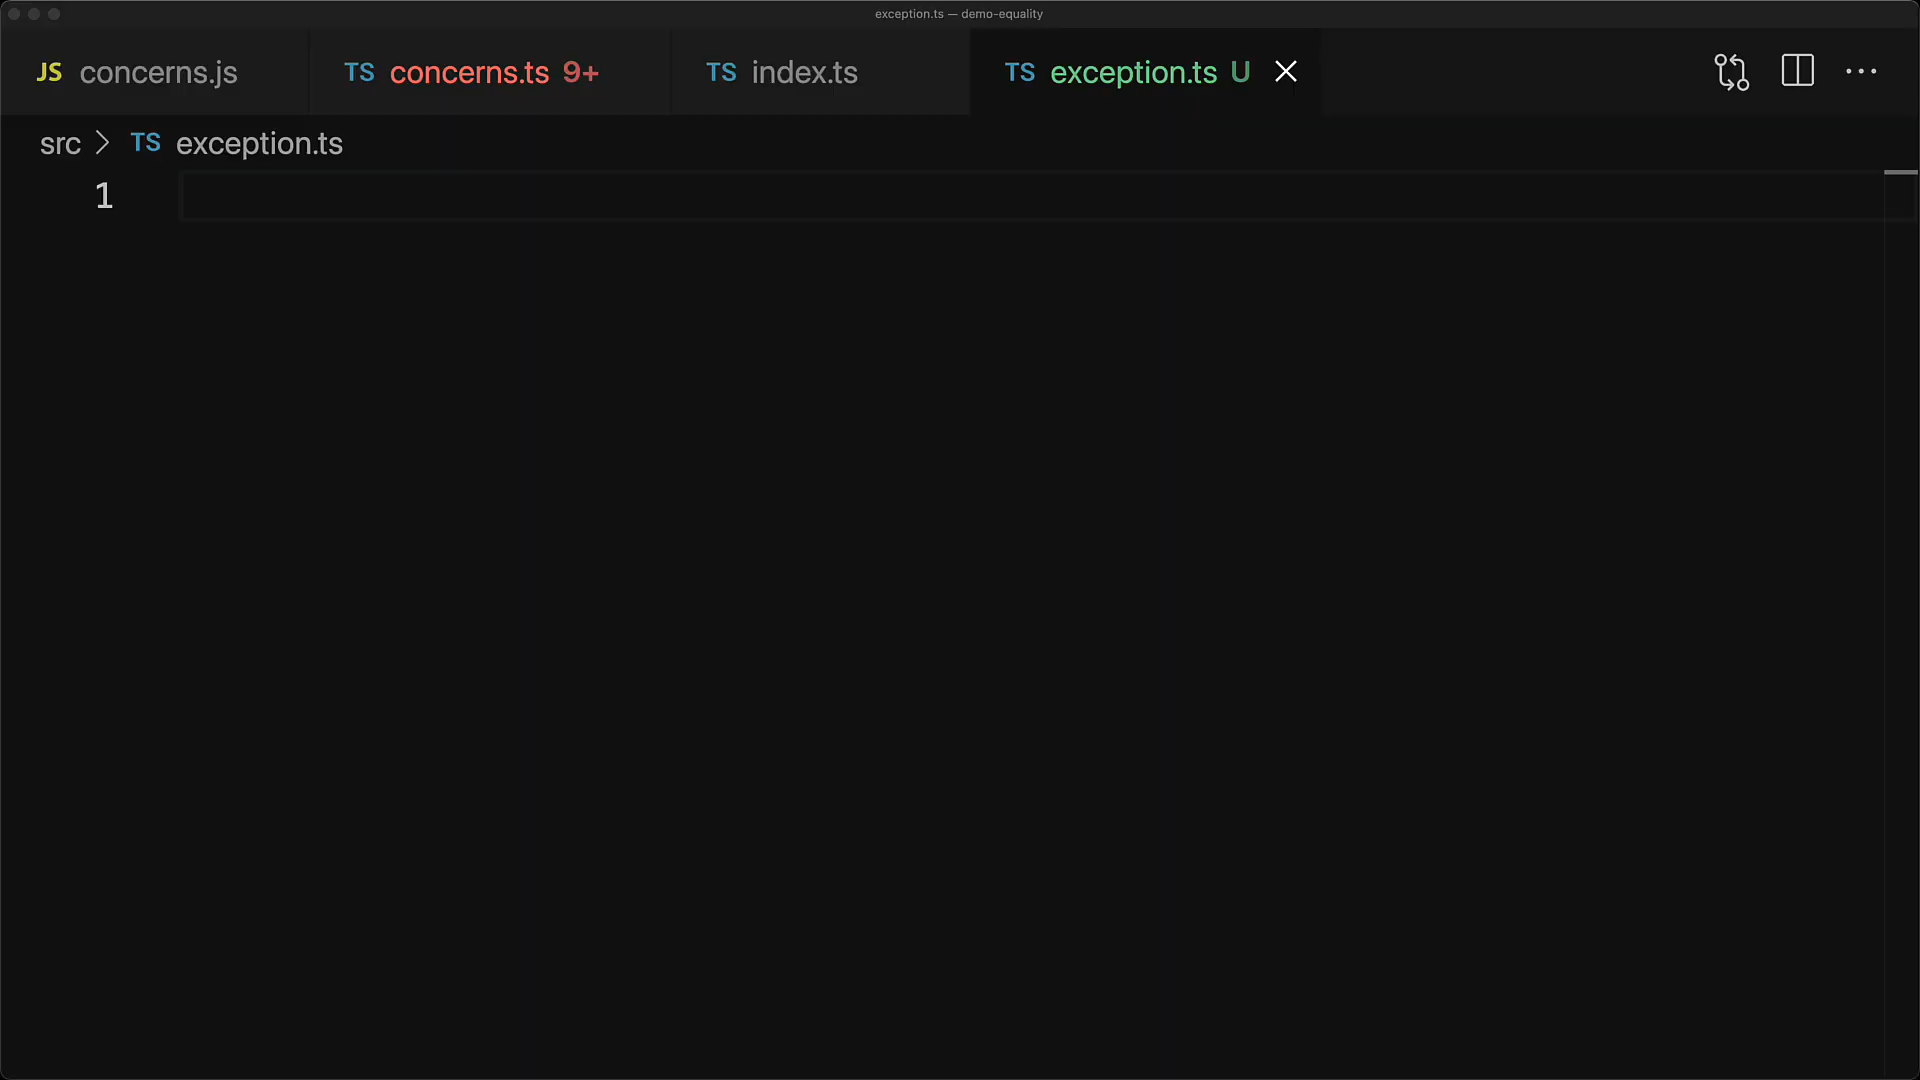 exception.ts — demo-equality
JS concerns.js TS concerns.ts 9+ TS index.ts TS exception.ts U
src TS exception.ts
1